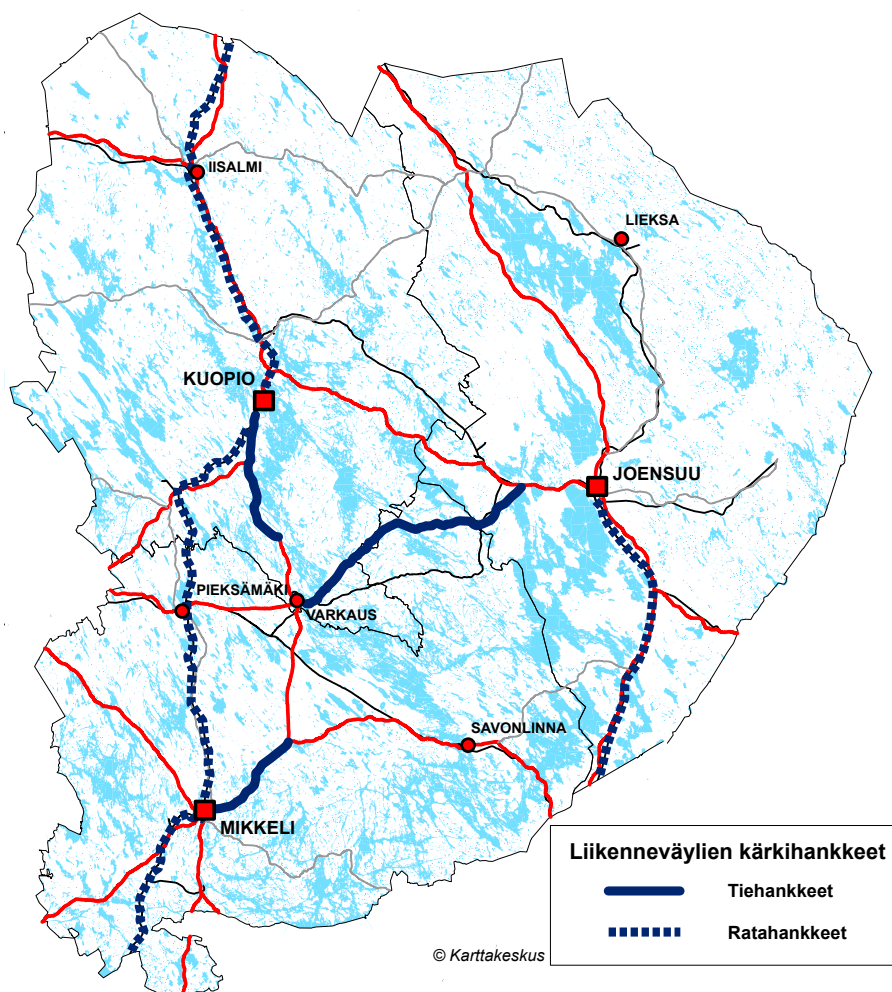 IISALMI
LIEKSA
KUOPIO
JOENSUU
PIEKSÄMÄKI
VARKAUS
SAVONLINNA
MIKKELI
Liikenneväylien kärkihankkeet
Tiehankkeet
Ratahankkeet
© Karttakeskus